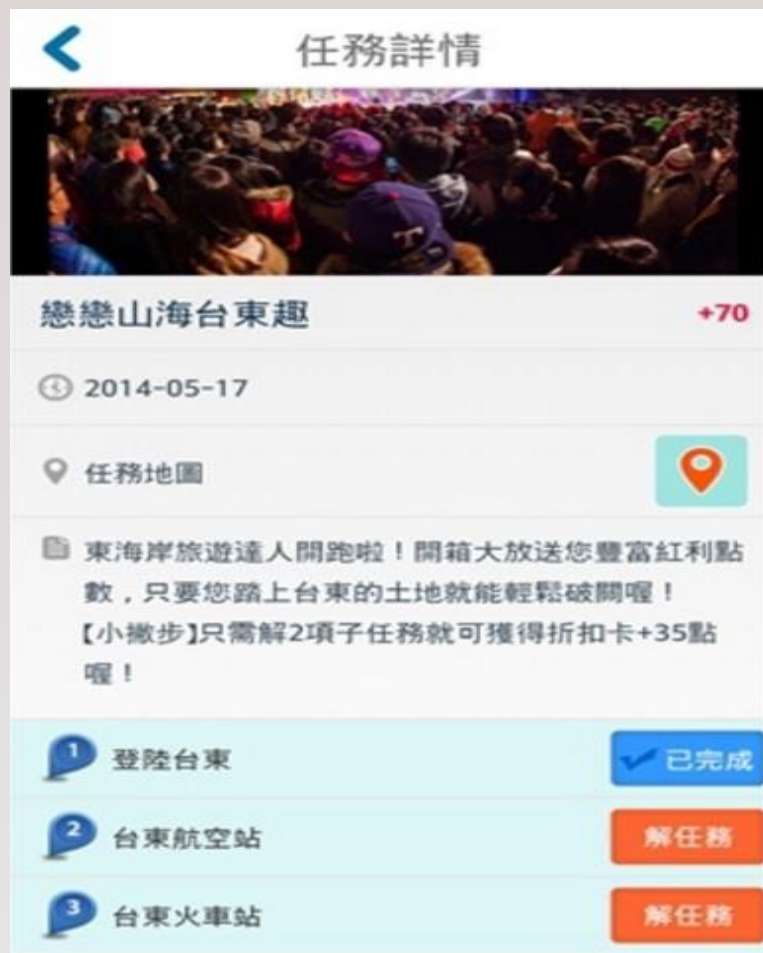 任務詳情
戀戀山海台東趣 +70
2014-05-17
任務地圖
東海岸旅遊達人開跑啦！開箱大放送您豐富紅利點
數，只要您踏上台東的土地就能輕鬆破關喔！
【小撇步】只需解2項子任務就可獲得折扣卡+35點
喔！
1 登陸台東 已完成
2 台東航空站 解任務
3 台東火車站 解任務